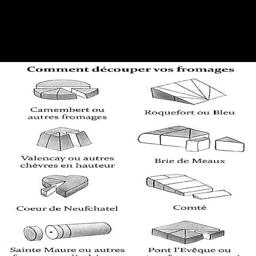 Comment découper vos fromages
Camembert ou
autres fromages
Roquefort ou Bleu
Valencay ou autres
chèvres en hauteur
Brie de Meaux
Coeur de Neufchatel
Comté
Sainte Maure ou autres
Pont l'Evêque ou